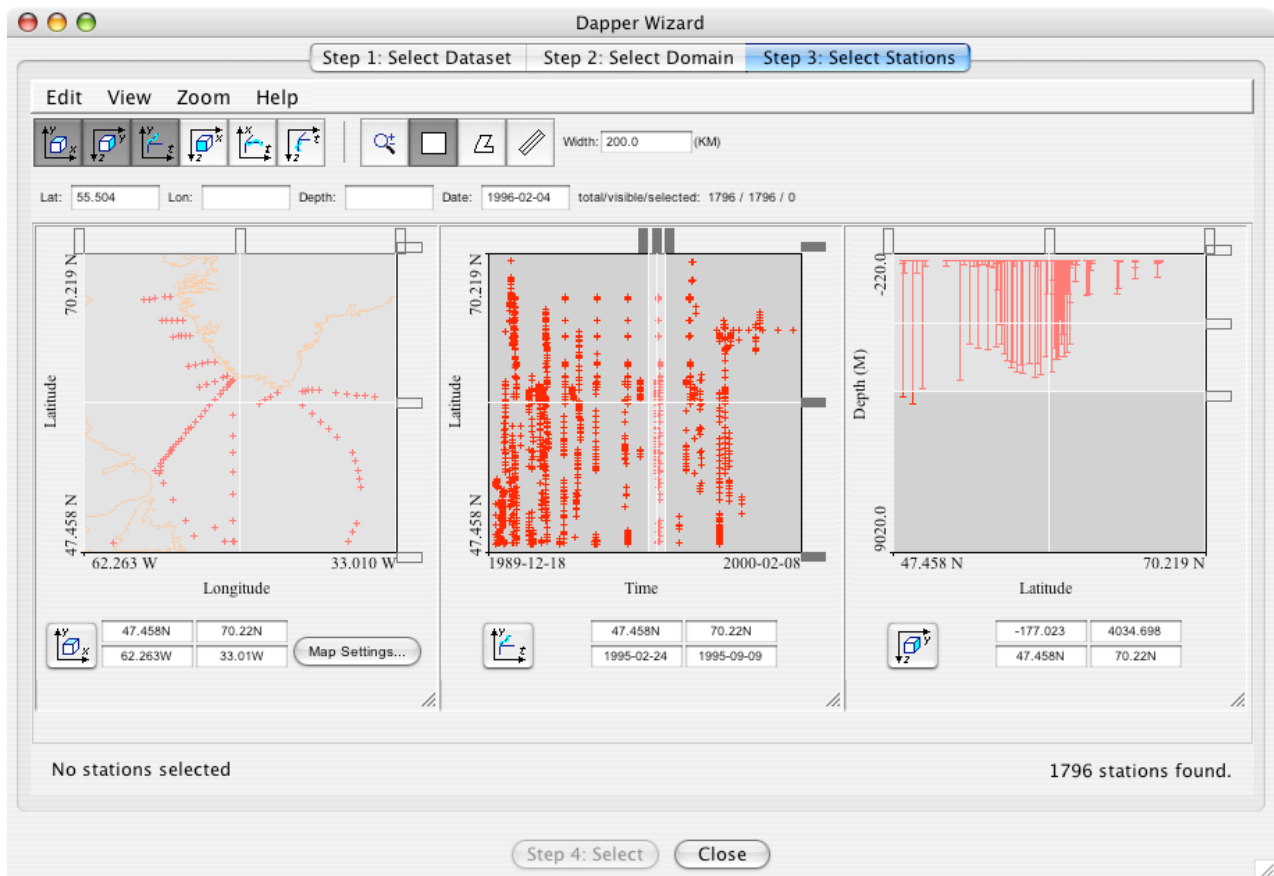 Dapper Wizard
Step 1: Select Dataset Step 2: Select Domain Step 3: Select Stations
Edit View Zoom Help
Width: 200.0 (KM)
Lat: 55.504 Lon: Depth: Date: 1996-02-04 total/visible/selected: 1796 / 1796 / 0
70.219 N
Latitude
47.458 N
62.263 W 33.010 W
Longitude
70.219 N
Latitude
47.458 N
1989-12-18 2000-02-08
Time
-220.0
Depth (M)
9020.0
47.458 N 70.219 N
Latitude
47.458N 70.22N
62.263W 33.01W
Map Settings...
47.458N 70.22N
1995-02-24 1995-09-09
-177.023 4034.698
47.458N 70.22N
No stations selected
1796 stations found.
Step 4: Select Close